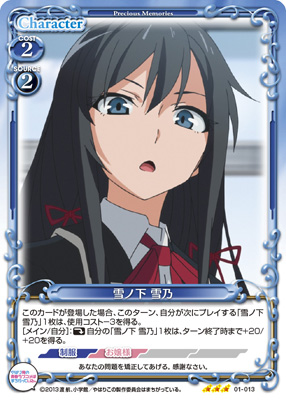 Precious Memories
Character
COST
2
SOURCE
2
雪ノ下 雪乃
このカードが登場した場合、このターン、自分が次にプレイする「雪ノ下
雪乃」1枚は、使用コスト-3を得る。
[メイン/自分]: 自分の「雪ノ下 雪乃」1枚は、ターン終了時まで+20/
+20を得る。
制服 お嬢様
あなたの問題を矯正してあげる。感謝なさい。
©2013 渡 航、小学館／やはりこの製作委員会はまちがっている。
01-013